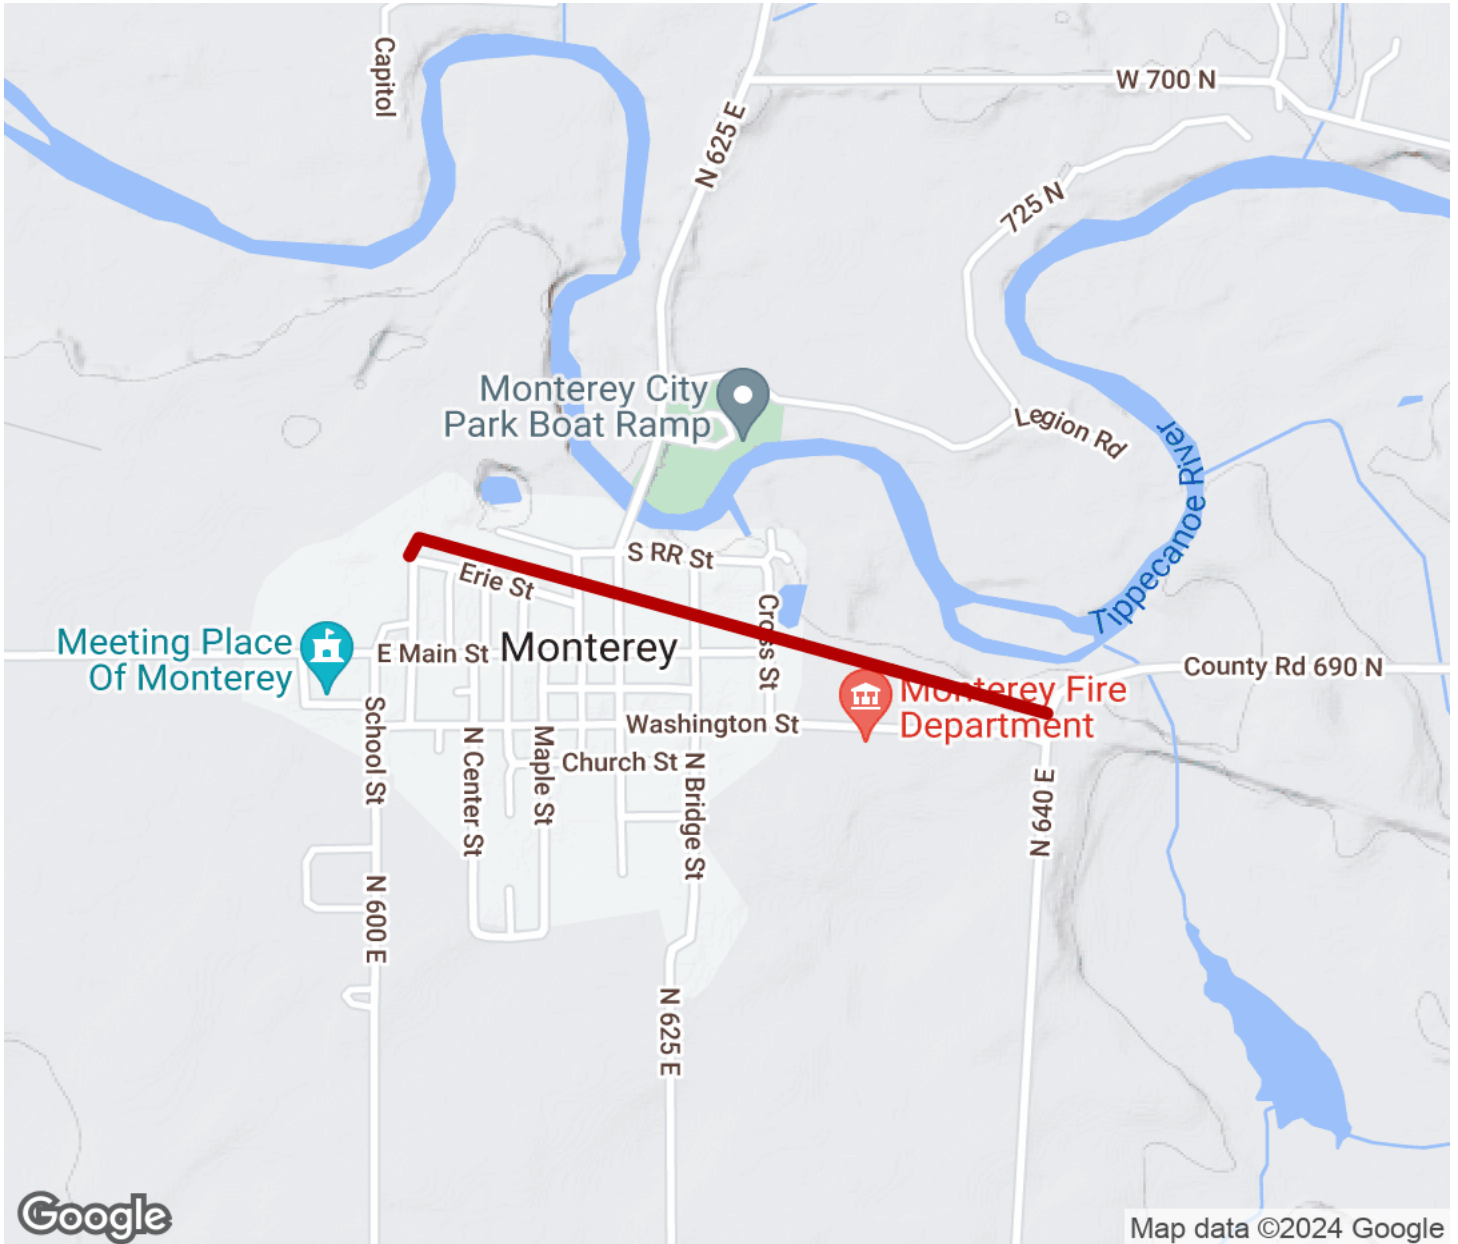 Capitol
W 700 N
N 625 E
725 N
Monterey City
Park Boat Ramp
Legion Rd
Tippecanoe River
S RR St
Erie St
Cross St
Meeting Place
Of Monterey
E Main St
Monterey
County Rd 690 N
Monterey Fire
Department
School St
Washington St
N Center St
Maple St
Church St
N Bridge St
N 640 E
N 600 E
N 625 E
Google
Map data ©2024 Google